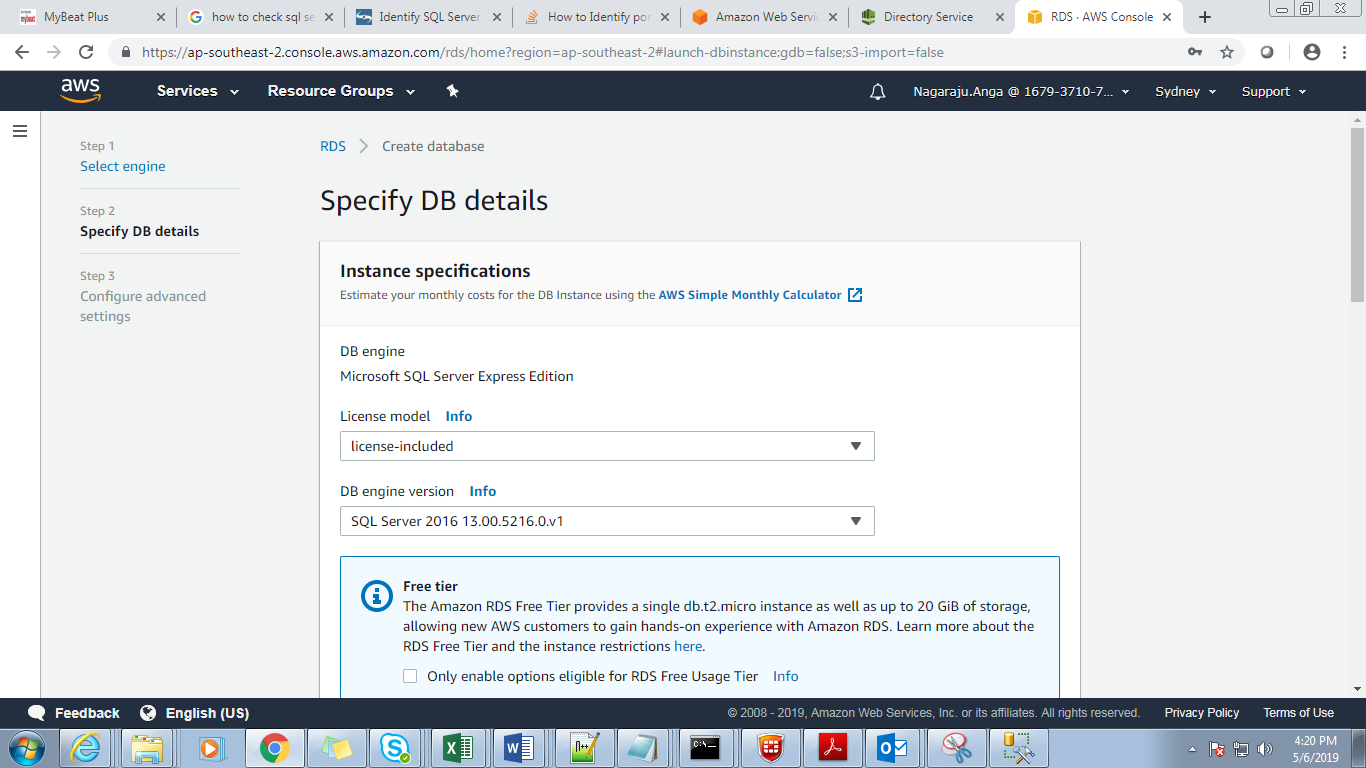 MyBeat Plus
how to check sql se
Identify SQL Server
How to Identify por
Amazon Web Servic
Directory Service
RDS · AWS Console
https://ap-southeast-2.console.aws.amazon.com/rds/home?region=ap-southeast-2#launch-dbinstance:gdb=false;s3-import=false
aws
Services
Resource Groups
Nagaraju.Anga @ 1679-3710-7...
Sydney
Support
Step 1
Select engine
Step 2
Specify DB details
Step 3
Configure advanced
settings
RDS
Create database
Specify DB details
Instance specifications
Estimate your monthly costs for the DB Instance using the AWS Simple Monthly Calculator
DB engine
Microsoft SQL Server Express Edition
License model Info
license-included
DB engine version Info
SQL Server 2016 13.00.5216.0.v1
Free tier
The Amazon RDS Free Tier provides a single db.t2.micro instance as well as up to 20 GiB of storage,
allowing new AWS customers to gain hands-on experience with Amazon RDS. Learn more about the
RDS Free Tier and the instance restrictions here.
Only enable options eligible for RDS Free Usage Tier Info
Feedback
English (US)
© 2008 - 2019, Amazon Web Services, Inc. or its affiliates. All rights reserved.
Privacy Policy
Terms of Use
4:20 PM
5/6/2019